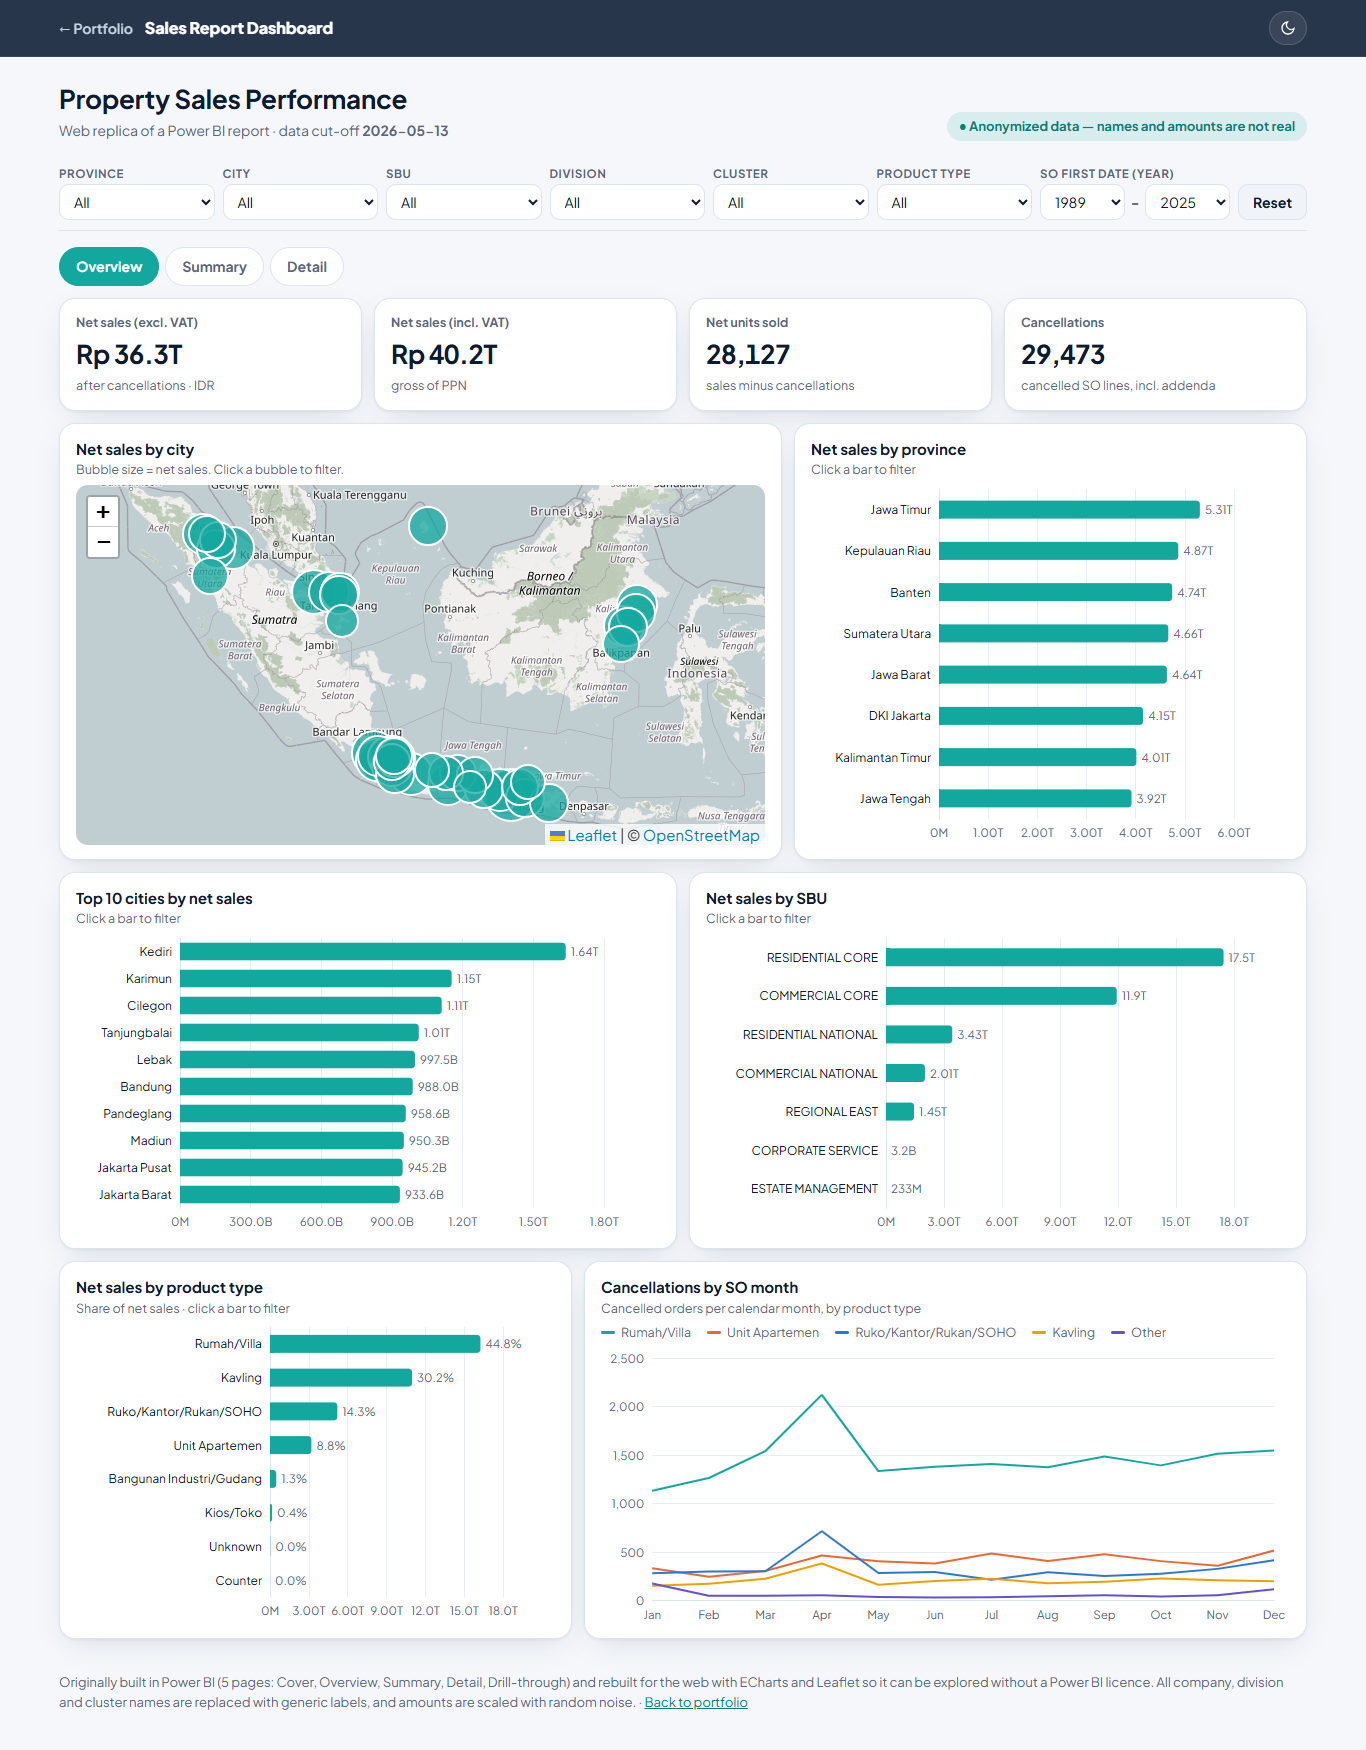 ← Portfolio Sales Report Dashboard
Property Sales Performance
Web replica of a Power BI report · data cut-off 2026-05-13
● Anonymized data — names and amounts are not real
PROVINCE CITY SBU DIVISION CLUSTER PRODUCT TYPE SO FIRST DATE (YEAR)
All All All All All All 1989 – 2025 Reset
Overview Summary Detail
Net sales (excl. VAT)
Rp 36.3T
after cancellations · IDR
Net sales (incl. VAT)
Rp 40.2T
gross of PPN
Net units sold
28,127
sales minus cancellations
Cancellations
29,473
cancelled SO lines, incl. addenda
Net sales by city
Bubble size = net sales. Click a bubble to filter.
+
−
George Town
Kuala Terengganu
Aceh
Ipoh
Kuantan
Kuala Lumpur
Brunei بروني
Malaysia
Sarawak
Kalimantan
Utara
Kepulauan
Riau
Kuching
Borneo /
Kalimantan
Riau
Sumatra
Pontianak
Palu
Sulawesi
Tengah
Jambi
Sumatera
Barat
Kalimantan
Barat
Kalimantan
Tengah
Sulawesi
Indonesia
Sumatera
Selatan
Kalimantan
Selatan
Bengkulu
Sulawesi
Selatan
Jawa Tengah
Denpasar
Leaflet | © OpenStreetMap
Net sales by province
Click a bar to filter
Jawa Timur 5.31T
Kepulauan Riau 4.87T
Banten 4.74T
Sumatera Utara 4.66T
Jawa Barat 4.64T
DKI Jakarta 4.15T
Kalimantan Timur 4.01T
Jawa Tengah 3.92T
0M 1.00T 2.00T 3.00T 4.00T 5.00T 6.00T
Top 10 cities by net sales
Click a bar to filter
Kediri 1.64T
Karimun 1.15T
Cilegon 1.11T
Tanjungbalai 1.01T
Lebak 997.5B
Bandung 988.0B
Pandeglang 958.6B
Madiun 950.3B
Jakarta Pusat 945.2B
Jakarta Barat 933.6B
0M 300.0B 600.0B 900.0B 1.20T 1.50T 1.80T
Net sales by SBU
Click a bar to filter
RESIDENTIAL CORE 17.5T
COMMERCIAL CORE 11.9T
RESIDENTIAL NATIONAL 3.43T
COMMERCIAL NATIONAL 2.01T
REGIONAL EAST 1.45T
CORPORATE SERVICE 3.2B
ESTATE MANAGEMENT 233M
0M 3.00T 6.00T 9.00T 12.0T 15.0T 18.0T
Net sales by product type
Share of net sales · click a bar to filter
Rumah/Villa 44.8%
Kavling 30.2%
Ruko/Kantor/Rukan/SOHO 14.3%
Unit Apartemen 8.8%
Bangunan Industri/Gudang 1.3%
Kios/Toko 0.4%
Unknown 0.0%
Counter 0.0%
0M 3.00T 6.00T 9.00T 12.0T 15.0T 18.0T
Cancellations by SO month
Cancelled orders per calendar month, by product type
Rumah/Villa Unit Apartemen Ruko/Kantor/Rukan/SOHO Kavling Other
2,500
2,000
1,500
1,000
500
0
Jan Feb Mar Apr May Jun Jul Aug Sep Oct Nov Dec
Originally built in Power BI (5 pages: Cover, Overview, Summary, Detail, Drill-through) and rebuilt for the web with ECharts and Leaflet so it can be explored without a Power BI licence. All company, division
and cluster names are replaced with generic labels, and amounts are scaled with random noise. · Back to portfolio